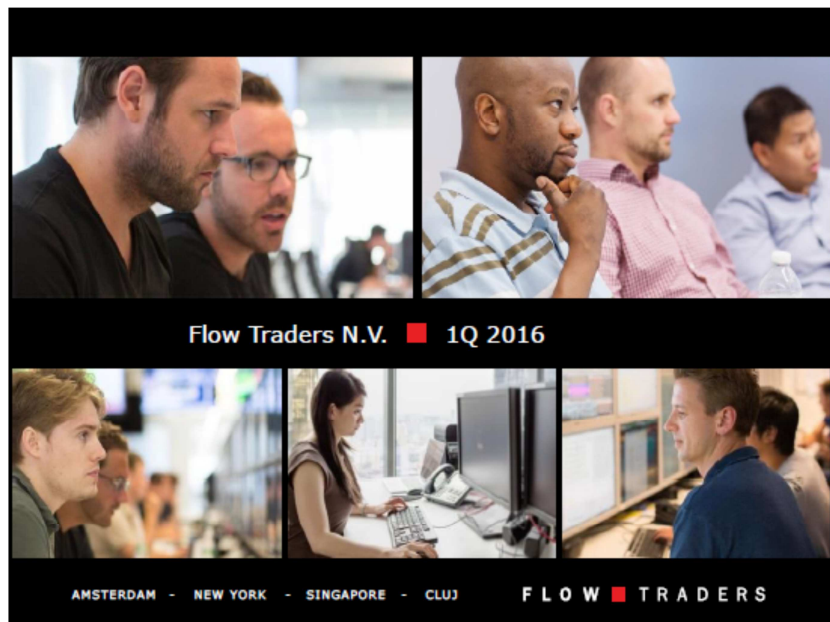 Flow Traders N.V. 1Q 2016
AMSTERDAM - NEW YORK - SINGAPORE - CLUJ
FLOW TRADERS